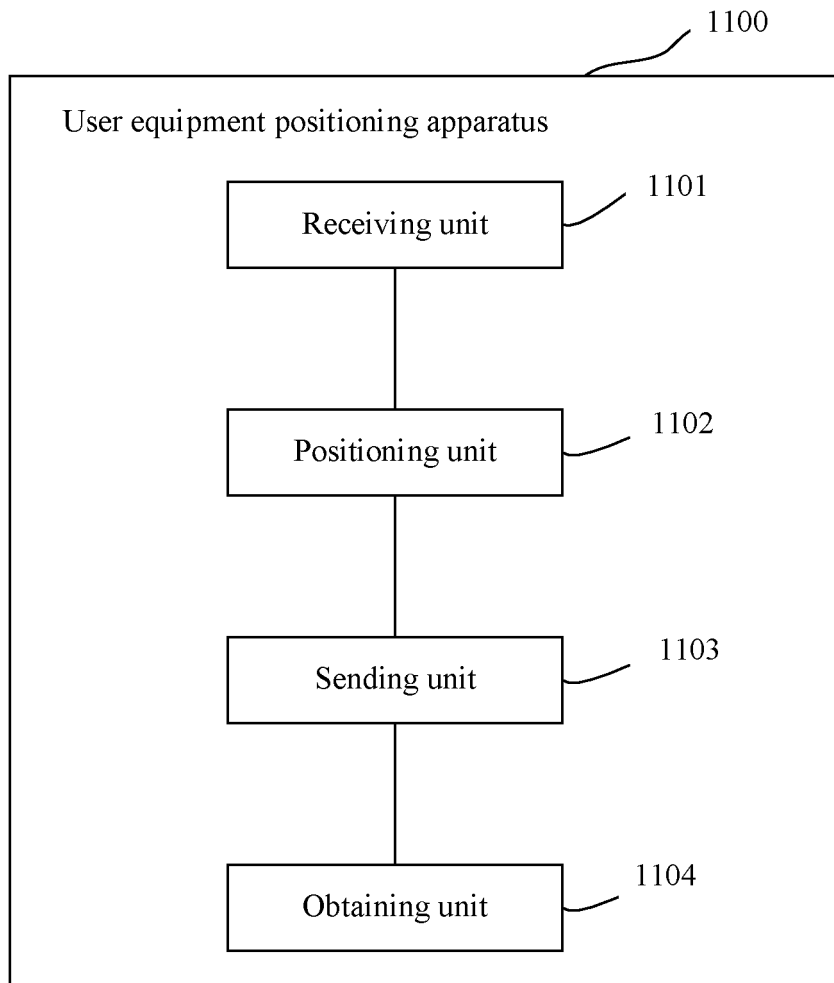 1100
User equipment positioning apparatus
1101
Receiving unit
1102
Positioning unit
1103
Sending unit
1104
Obtaining unit